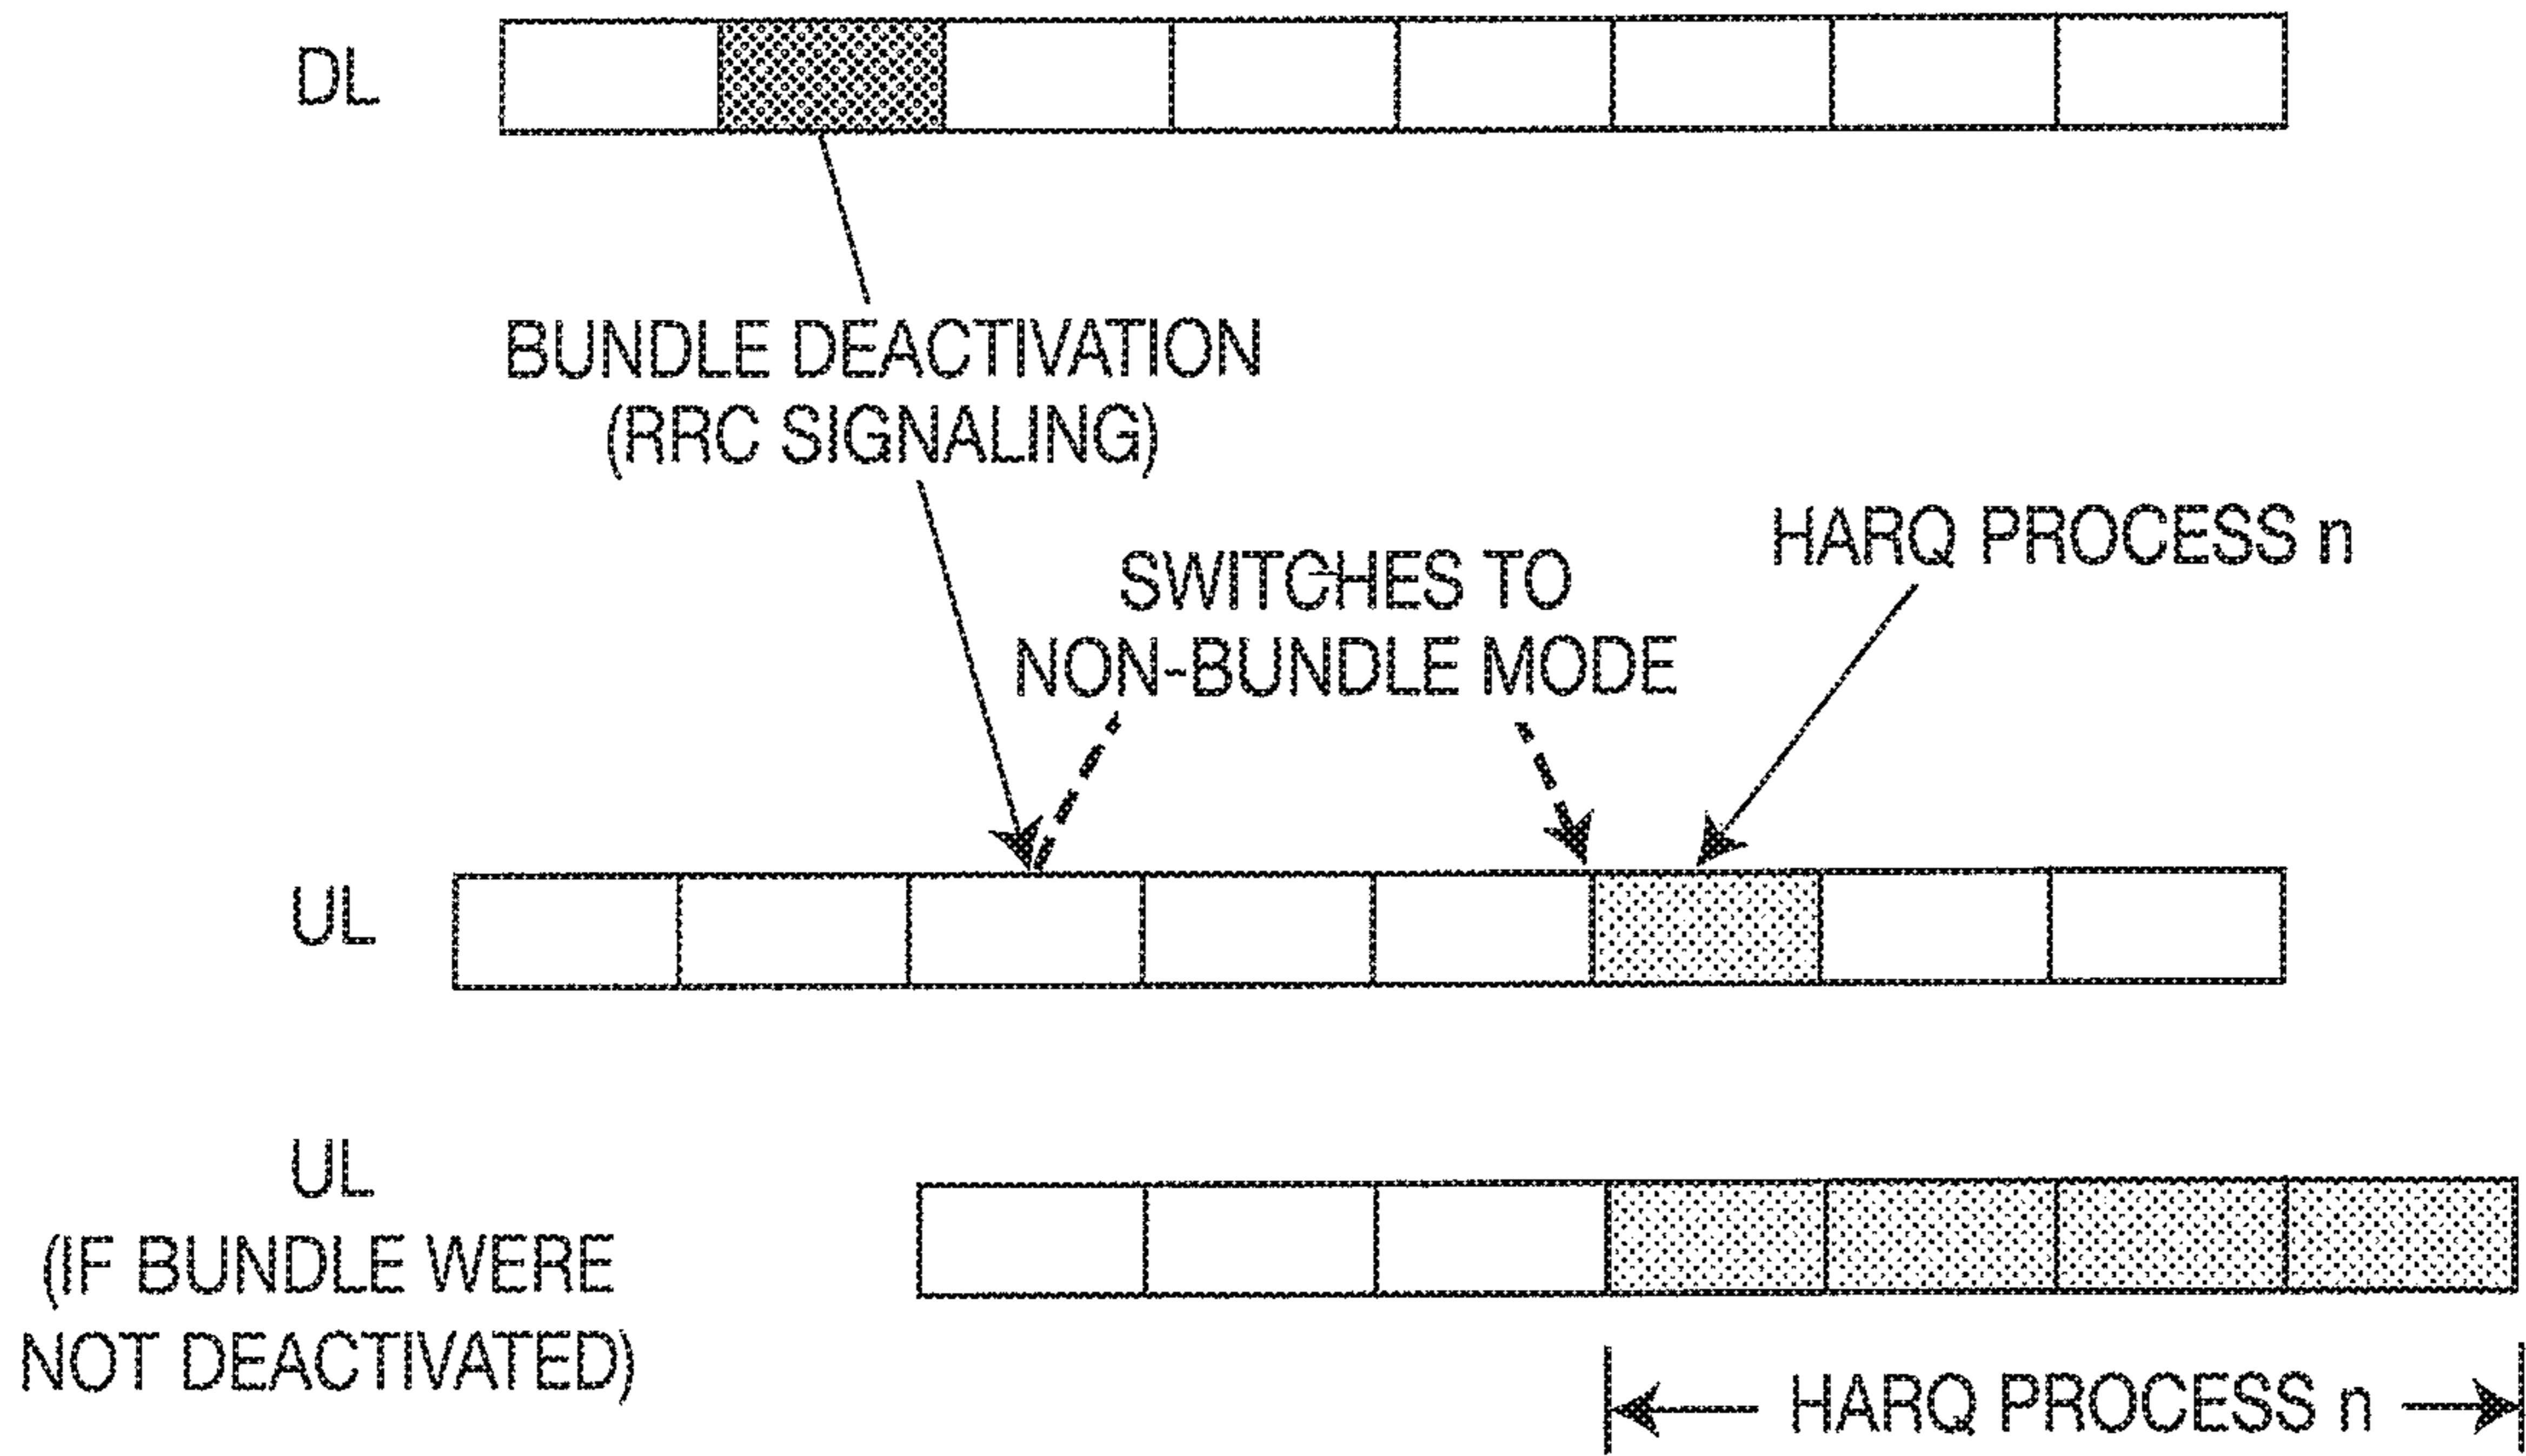 DL
BUNDLE DEACTIVATION
(RRC SIGNALING)
HARQ PROCESS n
SWITCHES TO
NON-BUNDLE MODE
UL
UL
(IF BUNDLE WERE
NOT DEACTIVATED)
HARQ PROCESS n